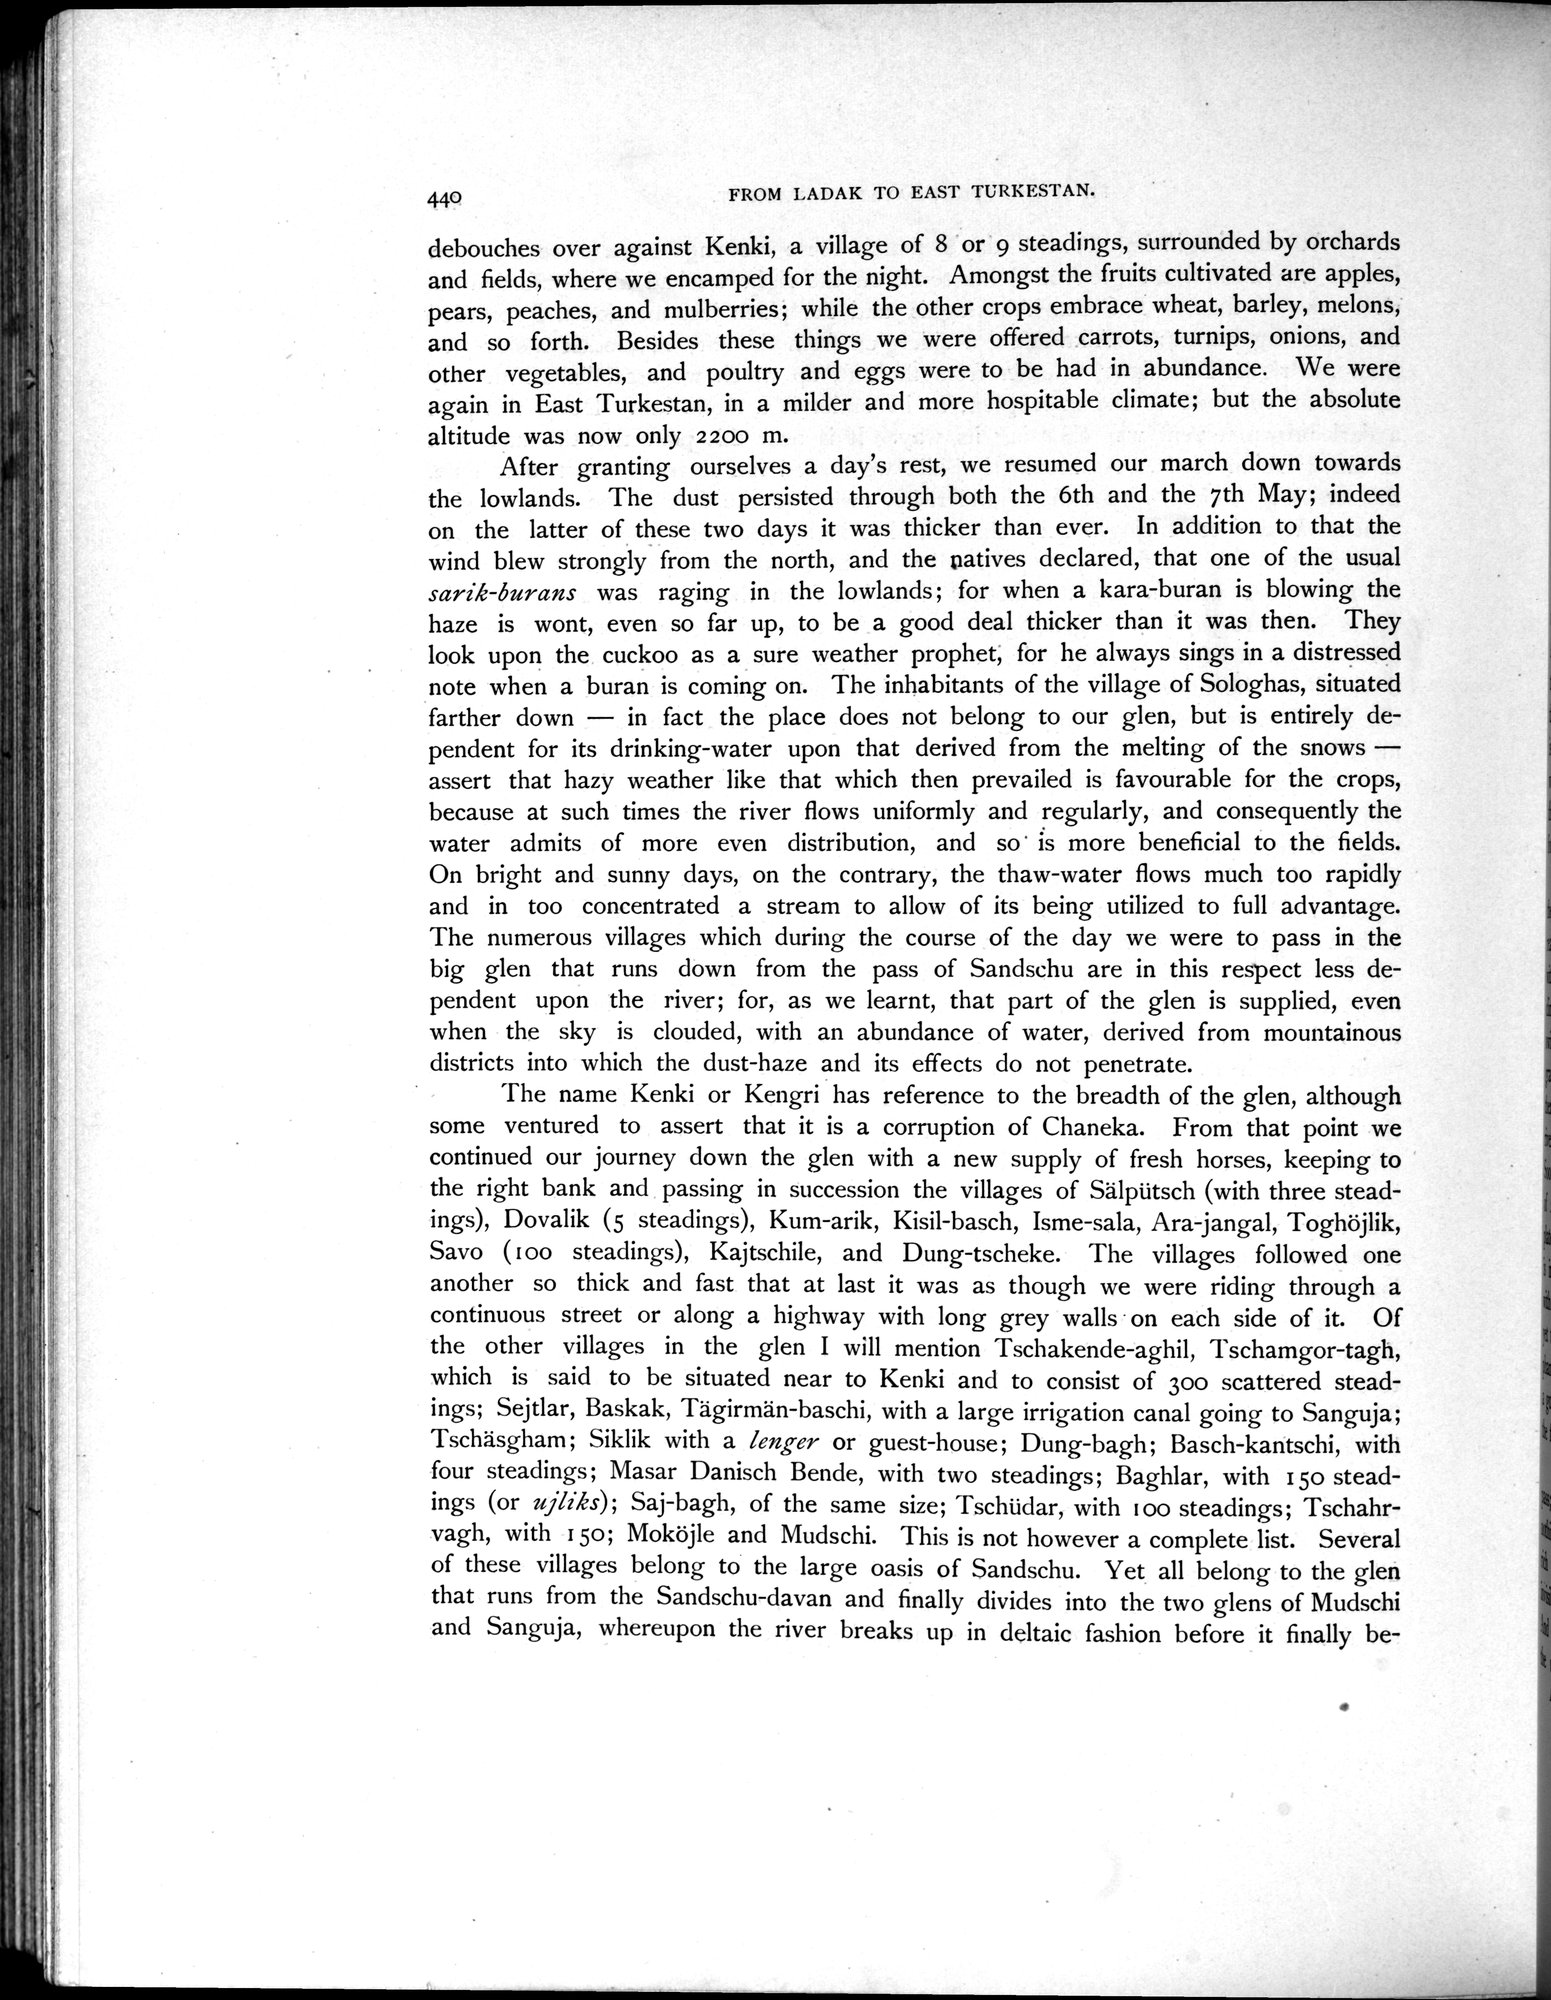 440
FROM LADAK TO EAST TURKESTAN.
debouches over against Kenki, a village of 8 or 9 steadings, surrounded by orchards
and fields, where we encamped for the night. Amongst the fruits cultivated are apples,
pears, peaches, and mulberries; while the other crops embrace wheat, barley, melons,
and so forth. Besides these things we were offered carrots, turnips, onions, and
other vegetables, and poultry and eggs were to be had in abundance. We were
again in East Turkestan, in a milder and more hospitable climate; but the absolute
altitude was now only 2200 m.
After granting ourselves a day's rest, we resumed our march down towards
the lowlands. The dust persisted through both the 6th and the 7th May; indeed
on the latter of these two days it was thicker than ever. In addition to that the
wind blew strongly from the north, and the natives declared, that one of the usual
sarik-burans was raging in the lowlands; for when a kara-buran is blowing the
haze is wont, even so far up, to be a good deal thicker than it was then. They
look upon the cuckoo as a sure weather prophet, for he always sings in a distressed
note when a buran is coming on. The inhabitants of the village of Sologhas, situated
farther down — in fact the place does not belong to our glen, but is entirely de-
pendent for its drinking-water upon that derived from the melting of the snows —
assert that hazy weather like that which then prevailed is favourable for the crops,
because at such times the river flows uniformly and regularly, and consequently the
water admits of more even distribution, and so is more beneficial to the fields.
On bright and sunny days, on the contrary, the thaw-water flows much too rapidly
and in too concentrated a stream to allow of its being utilized to full advantage.
The numerous villages which during the course of the day we were to pass in the
big glen that runs down from the pass of Sandschu are in this respect less de-
pendent upon the river; for, as we learnt, that part of the glen is supplied, even
when the sky is clouded, with an abundance of water, derived from mountainous
districts into which the dust-haze and its effects do not penetrate.
The name Kenki or Kengri has reference to the breadth of the glen, although
some ventured to assert that it is a corruption of Chaneka. From that point we
continued our journey down the glen with a new supply of fresh horses, keeping to
the right bank and passing in succession the villages of Sälpütsch (with three stead-
ings), Dovalik (5 steadings), Kum-arik, Kisil-basch, Isme-sala, Ara-jangal, Toghöjlik,
Savo (100 steadings), Kajtschile, and Dung-tscheke. The villages followed one
another so thick and fast that at last it was as though we were riding through a
continuous street or along a highway with long grey walls on each side of it. Of
the other villages in the glen I will mention Tschakende-aghil, Tschamgor-tagh,
which is said to be situated near to Kenki and to consist of 300 scattered stead-
ings; Sejtlar, Baskak, Tägirmän-baschi, with a large irrigation canal going to Sanguja;
Tschäsgham; Siklik with a lenger or guest-house; Dung-bagh; Basch-kantschi, with
four steadings; Masar Danisch Bende, with two steadings; Baghlar, with 150 stead-
ings (or ujliks); Saj-bagh, of the same size; Tschüdar, with 100 steadings; Tschahr-
vagh, with 150; Moköjle and Mudschi. This is not however a complete list. Several
of these villages belong to the large oasis of Sandschu. Yet all belong to the glen
that runs from the Sandschu-davan and finally divides into the two glens of Mudschi
and Sanguja, whereupon the river breaks up in deltaic fashion before it finally be-